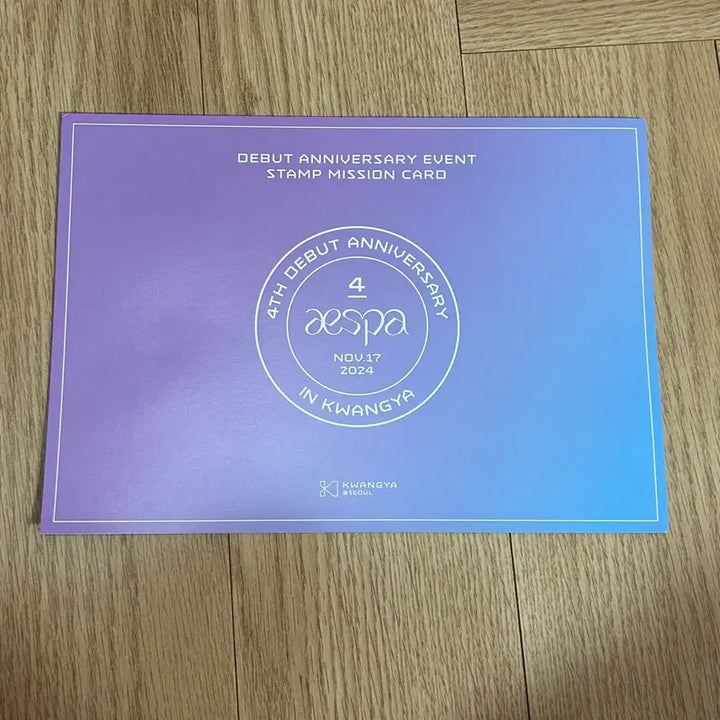 DEBUT ANNIVERSARY EVENT
STAMP MISSION CARD
4TH DEBUT ANNIVERSARY
4
aespa
NOV.17
2024
IN KWANGYA
KWANGYA
@SEOUL